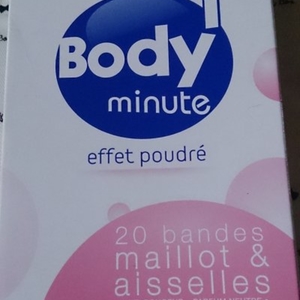 Body
minute
effet poudré
20 bandes
maillot &
aisselles